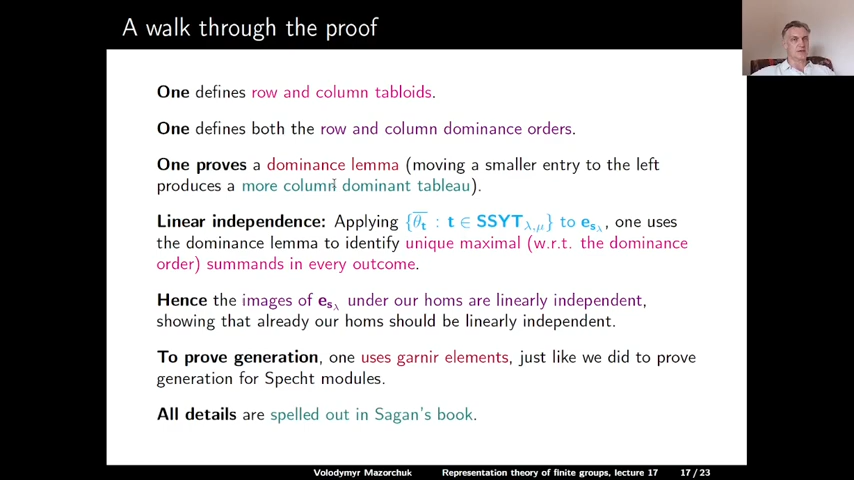 A walk through the proof
One defines row and column tabloids.
One defines both the row and column dominance orders.
One proves a dominance lemma (moving a smaller entry to the left
produces a more column dominant tableau).
Linear independence: Applying {θ̅_t : t ∈ SSYT_λ,μ} to e_{s_λ}, one uses
the dominance lemma to identify unique maximal (w.r.t. the dominance
order) summands in every outcome.
Hence the images of e_{s_λ} under our homs are linearly independent,
showing that already our homs should be linearly independent.
To prove generation, one uses garnir elements, just like we did to prove
generation for Specht modules.
All details are spelled out in Sagan's book.
Volodymyr Mazorchuk Representation theory of finite groups, lecture 17 17 / 23